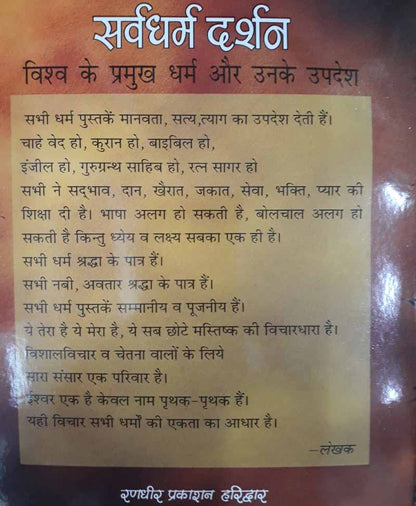 सर्वधर्म दर्शन
विश्व के प्रमुख धर्म और उनके उपदेश
सभी धर्म पुस्तकें मानवता, सत्य,त्याग का उपदेश देती हैं।
चाहे वेद हो, कुरान हो, बाइबिल हो,
इंजील हो, गुरुग्रन्थ साहिब हो, रत्न सागर हो
सभी ने सद्‌भाव, दान, खैरात, जकात, सेवा, भक्ति, प्यार की
शिक्षा दी है। भाषा अलग हो सकती है, बोलचाल अलग हो
सकती है किन्तु ध्येय व लक्ष्य सबका एक ही है।
सभी धर्म श्रद्धा के पात्र हैं।
सभी नबी, अवतार श्रद्धा के पात्र हैं।
सभी धर्म पुस्तकें सम्मानीय व पूजनीय हैं।
ये तेरा है ये मेरा है, ये सब छोटे मस्तिष्क की विचारधारा है।
विशालविचार व चेतना वालों के लिये
सारा संसार एक परिवार है।
ईश्वर एक है केवल नाम पृथक-पृथक हैं।
यही विचार सभी धर्मों की एकता का आधार है।
–लेखक
रणधीर प्रकाशन हरिद्वार